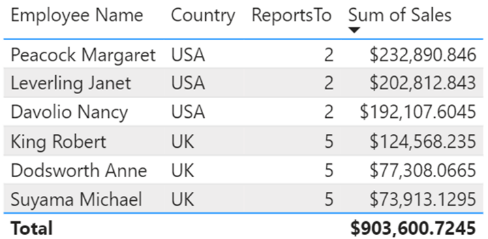 Employee Name Country ReportsTo Sum of Sales
Peacock Margaret USA 2 $232,890.846
Leverling Janet USA 2 $202,812.843
Davolio Nancy USA 2 $192,107.6045
King Robert UK 5 $124,568.235
Dodsworth Anne UK 5 $77,308.0665
Suyama Michael UK 5 $73,913.1295
Total $903,600.7245